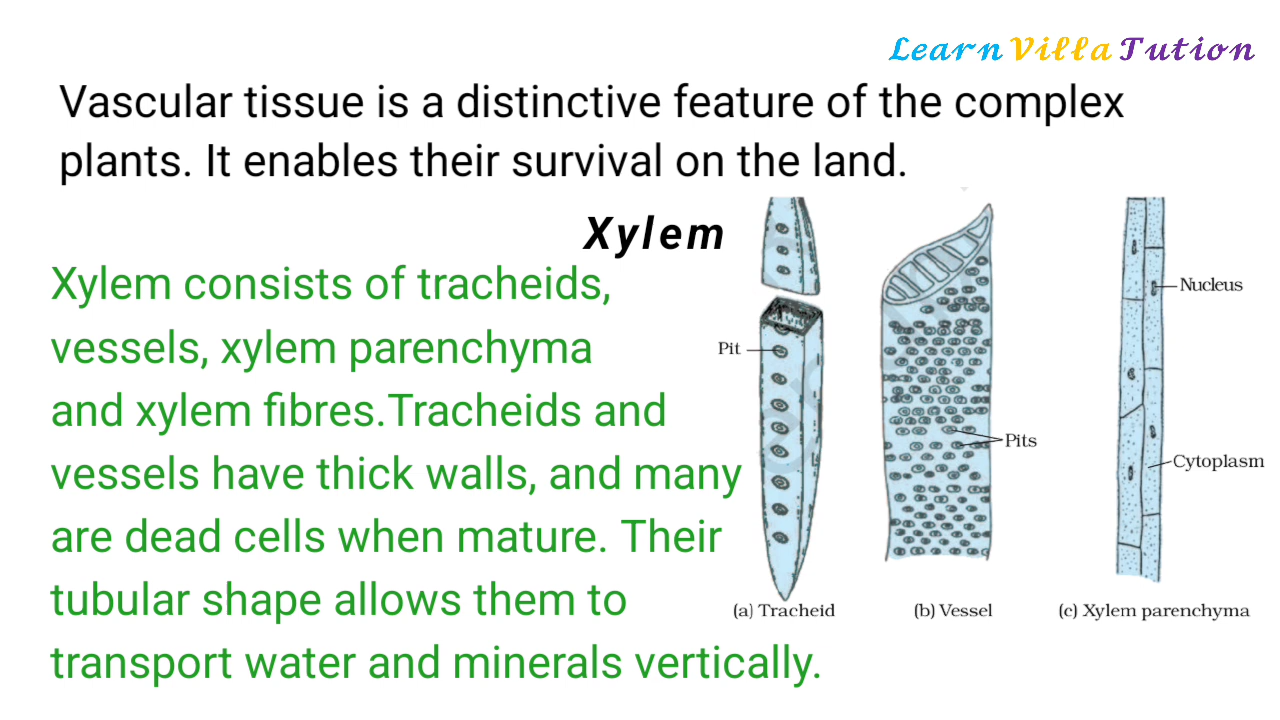 Learn Villa Tution
Vascular tissue is a distinctive feature of the complex
plants. It enables their survival on the land.
Xylem
Xylem consists of tracheids,
vessels, xylem parenchyma
and xylem fibres.Tracheids and
vessels have thick walls, and many
are dead cells when mature. Their
tubular shape allows them to
transport water and minerals vertically.
Pit
(a) Tracheid
Pits
(b) Vessel
Nucleus
Cytoplasm
(c) Xylem parenchyma